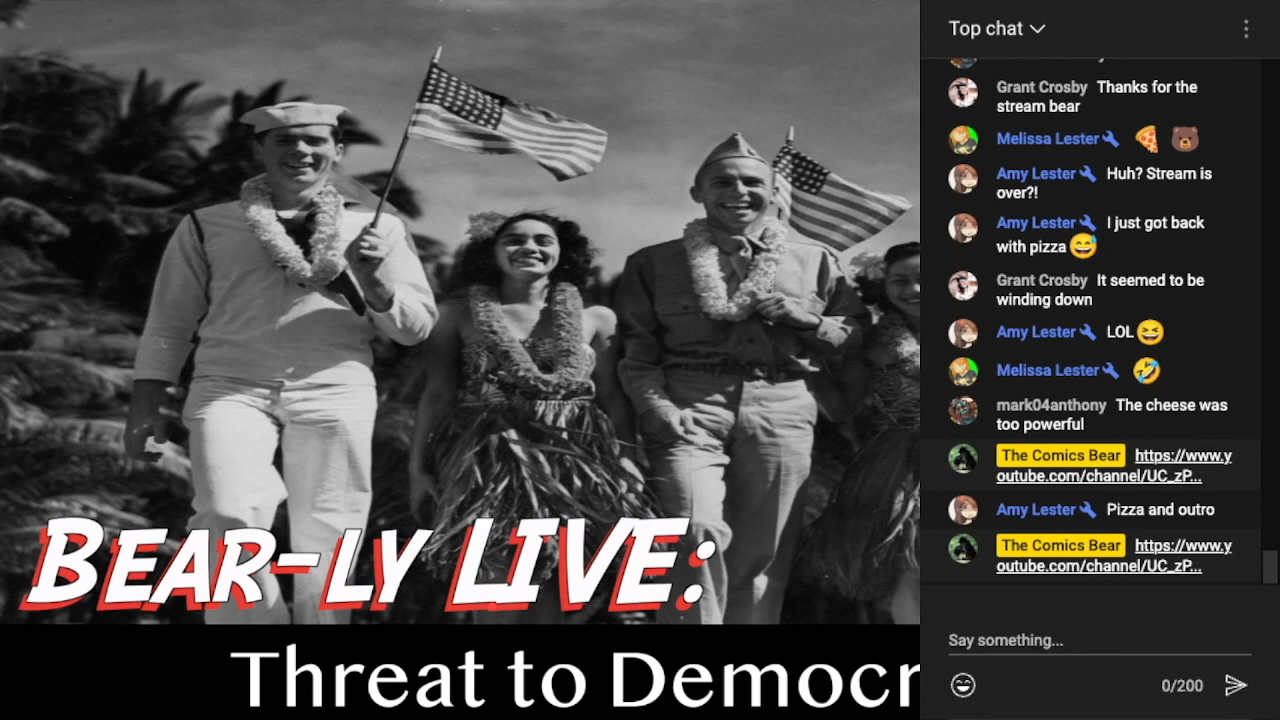 BEAR-LY LIVE:
Threat to Democr
Top chat
Grant Crosby Thanks for the
stream bear
Melissa Lester
Amy Lester Huh? Stream is
over?!
Amy Lester I just got back
with pizza
Grant Crosby It seemed to be
winding down
Amy Lester LOL
Melissa Lester
mark04anthony The cheese was
too powerful
The Comics Bear https://www.y
outube.com/channel/UC_zP...
Amy Lester Pizza and outro
The Comics Bear https://www.y
outube.com/channel/UC_zP...
Say something...
0/200